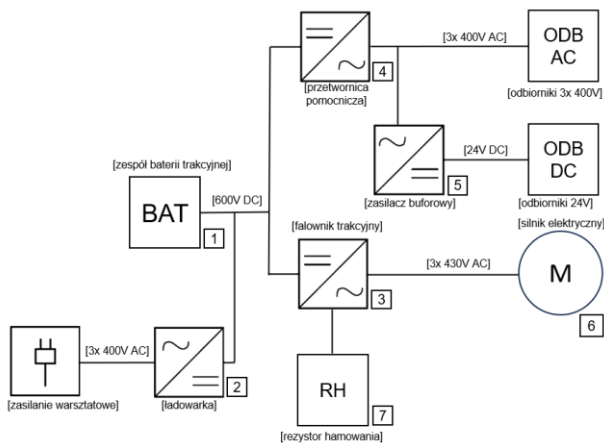 [3x 400V AC]
ODB
AC
4
[przetwornica
pomocnicza]
[odbiorniki 3x 400V]
[zespół baterii trakcyjnej]
[24V DC]
ODB
DC
[600V DC]
5
BAT
[zasilacz buforowy]
[odbiorniki 24V]
1
[falownik trakcyjny]
[silnik elektryczny]
[3x 430V AC]
M
3
6
[3x 400V AC]
2
RH
7
[zasilanie warsztatowe]
[ładowarka]
[rezystor hamowania]